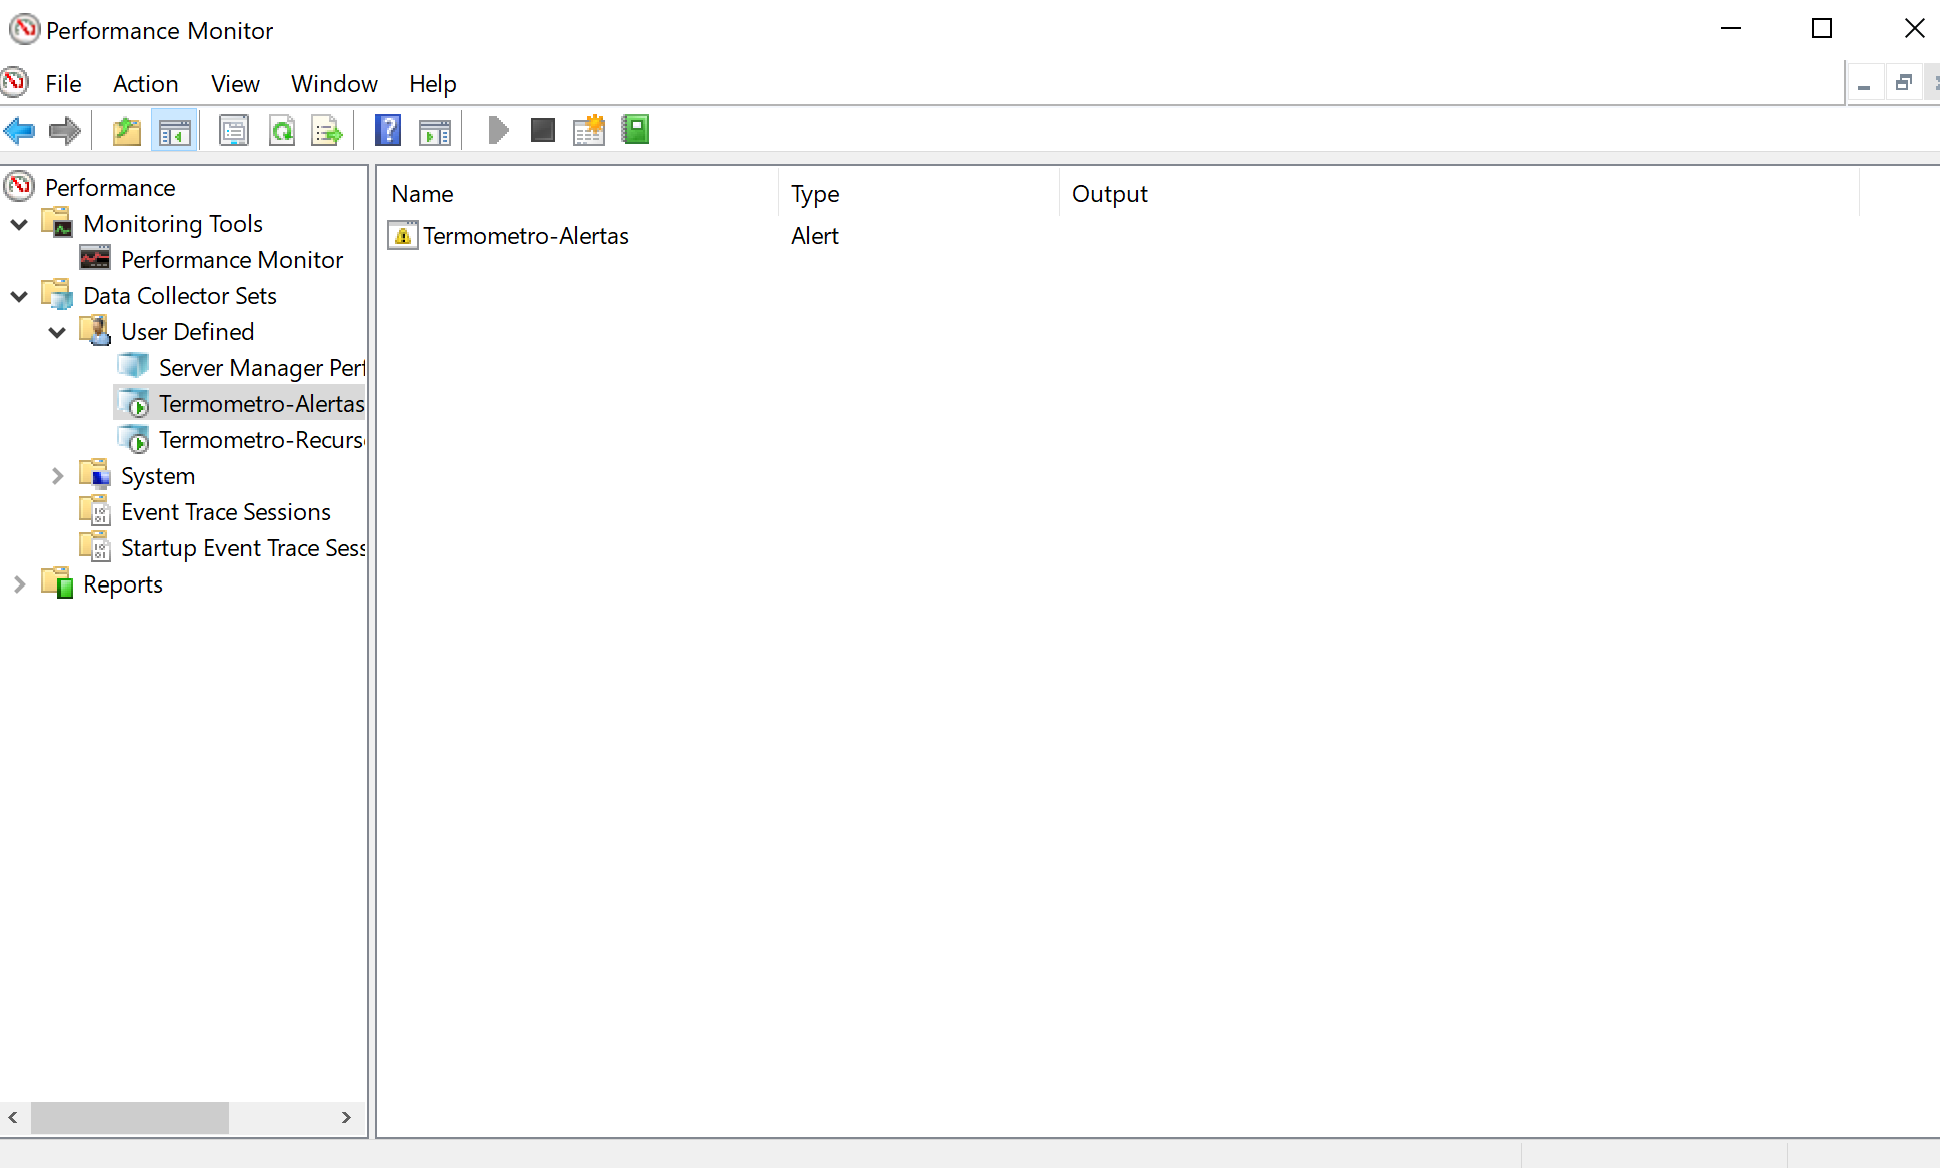 Performance Monitor
File Action View Window Help
Performance
Monitoring Tools
Performance Monitor
Data Collector Sets
User Defined
Server Manager Perf
Termometro-Alertas
Termometro-Recurs
System
Event Trace Sessions
Startup Event Trace Sess
Reports
Name Type Output
Termometro-Alertas Alert